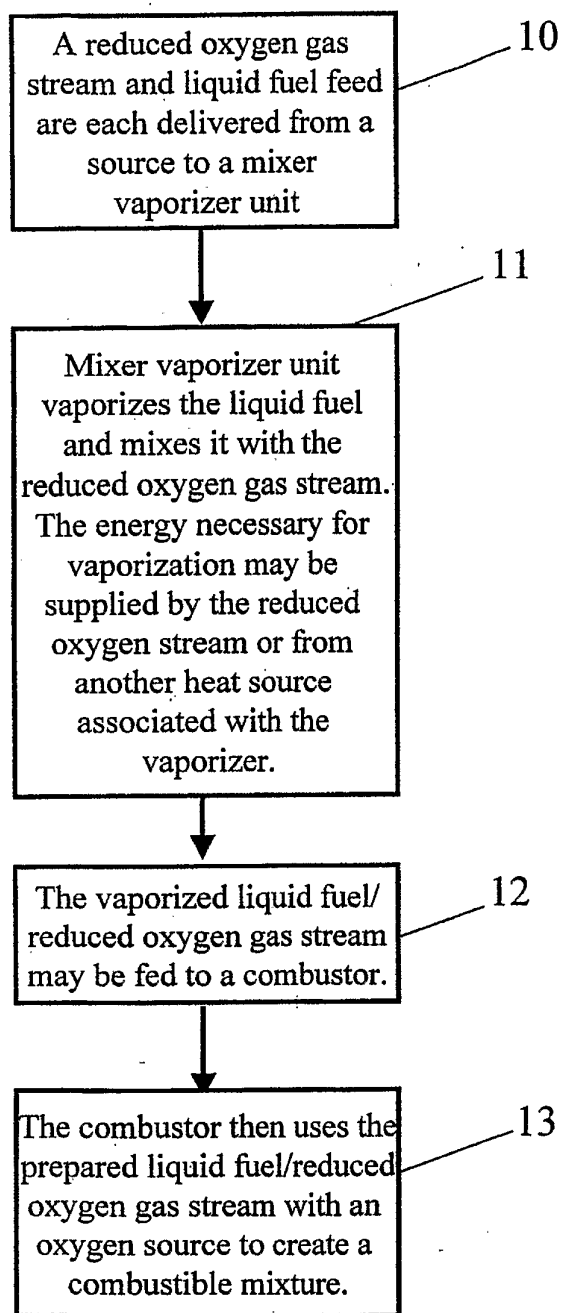 A reduced oxygen gas
stream and liquid fuel feed
are each delivered from a
source to a mixer
vaporizer unit
10
11
Mixer vaporizer unit
vaporizes the liquid fuel
and mixes it with the
reduced oxygen gas stream.
The energy necessary for
vaporization may be
supplied by the reduced
oxygen stream or from
another heat source
associated with the
vaporizer.
The vaporized liquid fuel/
reduced oxygen gas stream
may be fed to a combustor.
12
The combustor then uses the
prepared liquid fuel/reduced
oxygen gas stream with an
oxygen source to create a
combustible mixture.
13